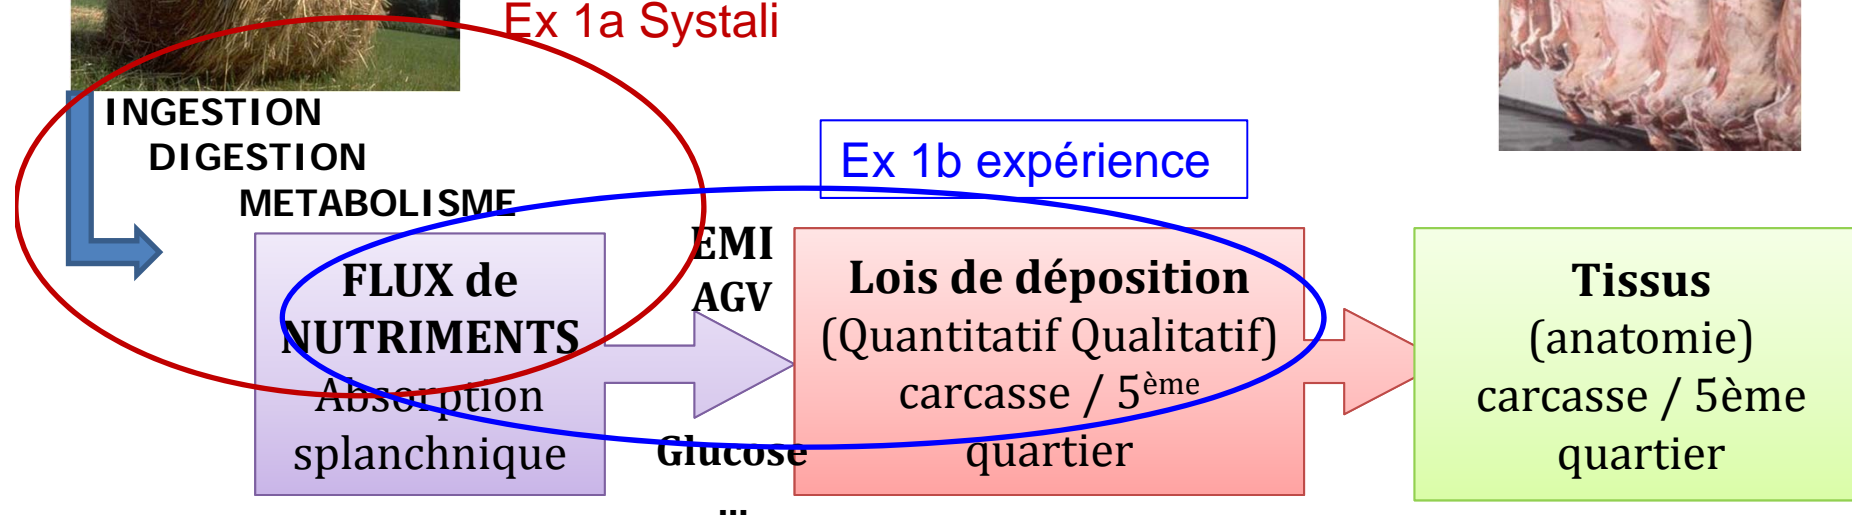 Ex 1a Systali
INGESTION
DIGESTION
METABOLISME
Ex 1b expérience
FLUX de
NUTRIMENTS
Absorption
splanchnique
EMI
AGV
Glucose
...
Lois de déposition
(Quantitatif Qualitatif)
carcasse / 5ème
quartier
Tissus
(anatomie)
carcasse / 5ème
quartier